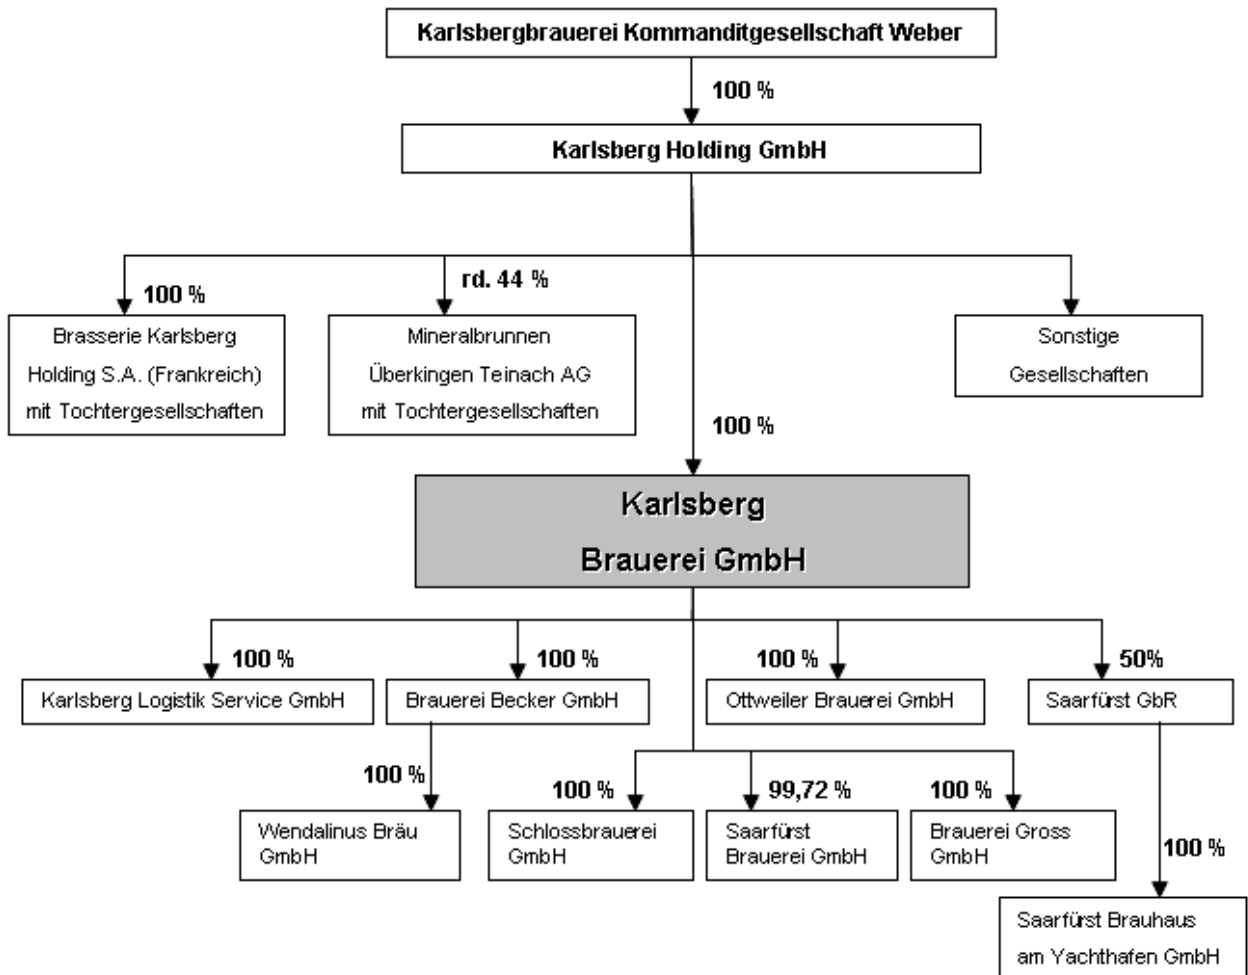 Karlsbergbrauerei Kommanditgesellschaft Weber
100 %
Karlsberg Holding GmbH
100 %
rd. 44 %
Brasserie Karlsberg
Holding S.A. (Frankreich)
mit Tochtergesellschaften
Mineralbrunnen
Überkingen Teinach AG
mit Tochtergesellschaften
Sonstige
Gesellschaften
100 %
Karlsberg
Brauerei GmbH
100 %
100 %
100 %
50%
Karlsberg Logistik Service GmbH
Brauerei Becker GmbH
Ottweiler Brauerei GmbH
Saarfürst GbR
100 %
100 %
99,72 %
100 %
Wendalinus Bräu
GmbH
Schlossbrauerei
GmbH
Saarfürst
Brauerei GmbH
Brauerei Gross
GmbH
100 %
Saarfürst Brauhaus
am Yachthafen GmbH